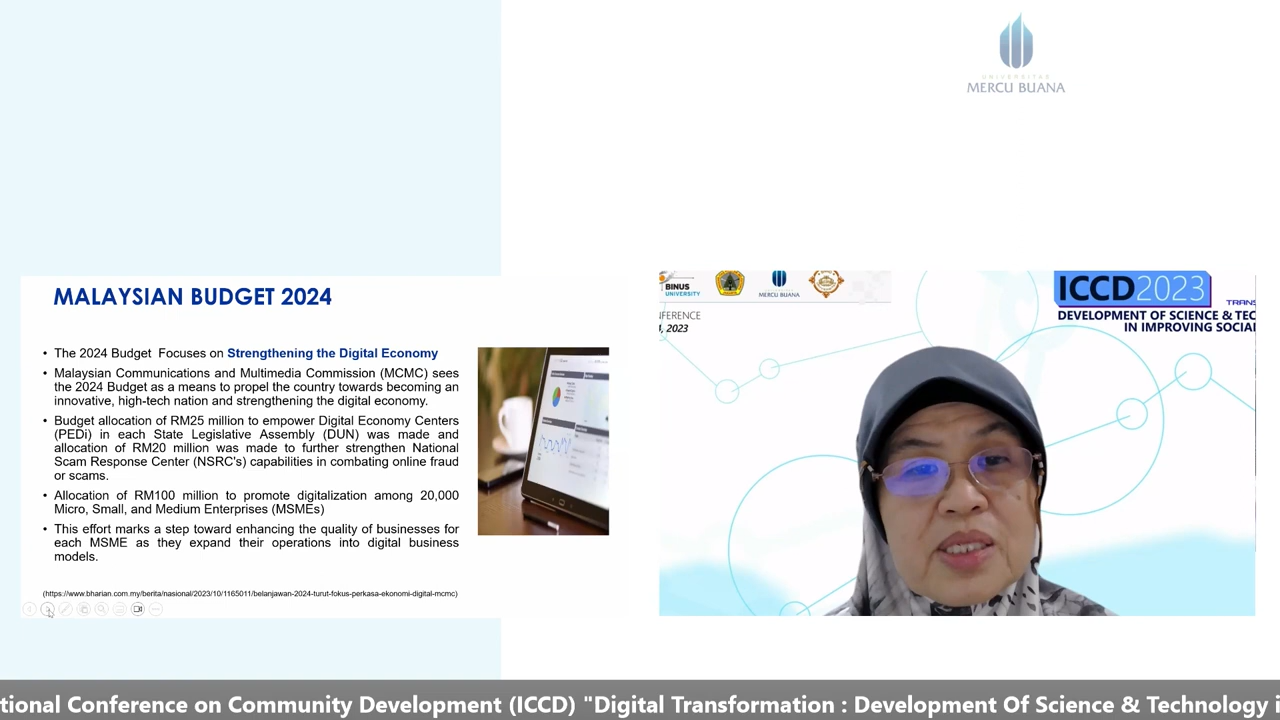 UNIVERSITAS
MERCU BUANA
MALAYSIAN BUDGET 2024
• The 2024 Budget Focuses on Strengthening the Digital Economy
• Malaysian Communications and Multimedia Commission (MCMC) sees
the 2024 Budget as a means to propel the country towards becoming an
innovative, high-tech nation and strengthening the digital economy.
• Budget allocation of RM25 million to empower Digital Economy Centers
(PEDi) in each State Legislative Assembly (DUN) was made and
allocation of RM20 million was made to further strengthen National
Scam Response Center (NSRC's) capabilities in combating online fraud
or scams.
• Allocation of RM100 million to promote digitalization among 20,000
Micro, Small, and Medium Enterprises (MSMEs)
• This effort marks a step toward enhancing the quality of businesses for
each MSME as they expand their operations into digital business
models.
(https://www.bharian.com.my/berita/nasional/2023/10/1165011/belanjawan-2024-turut-fokus-perkasa-ekonomi-digital-mcmc)
BINUS
UNIVERSITY
MERCU BUANA
NFERENCE
, 2023
ICCD2023
TRANS
DEVELOPMENT OF SCIENCE & TEC
IN IMPROVING SOCIA
tional Conference on Community Development (ICCD) "Digital Transformation : Development Of Science & Technology i